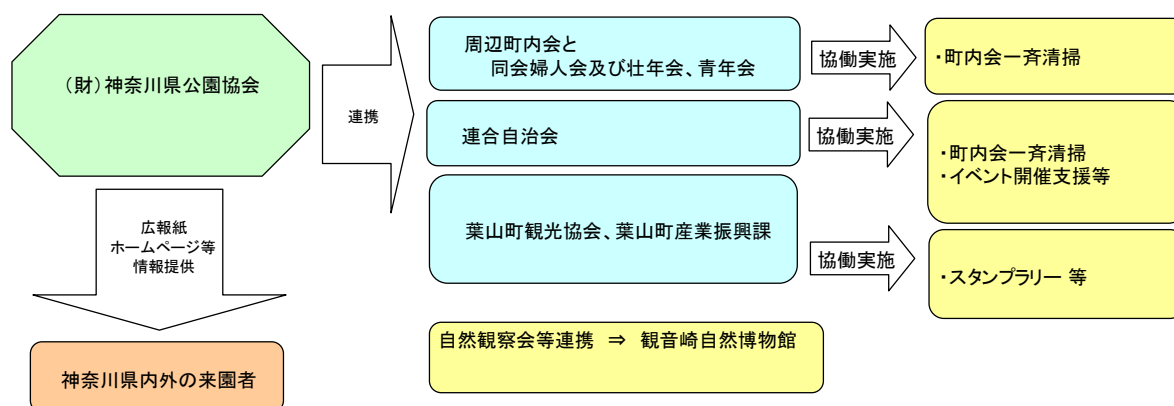 （財）神奈川県公園協会
連携
周辺町内会と
同会婦人会及び壮年会、青年会
協働実施
・町内会一斉清掃
連合自治会
協働実施
・町内会一斉清掃
・イベント開催支援等
葉山町観光協会、葉山町産業振興課
協働実施
・スタンプラリー 等
広報紙
ホームページ等
情報提供
自然観察会等連携 ⇒ 観音崎自然博物館
神奈川県内外の来園者